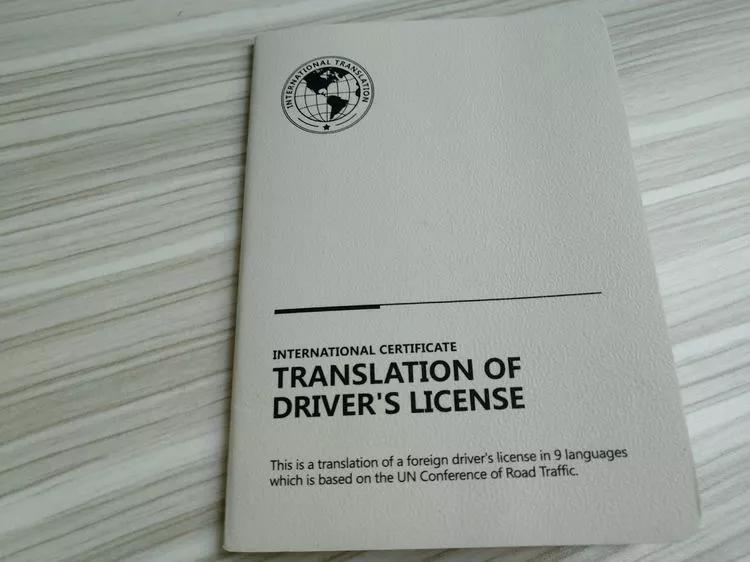 INTERNATIONAL TRANSLATION
INTERNATIONAL CERTIFICATE
TRANSLATION OF
DRIVER'S LICENSE
This is a translation of a foreign driver's license in 9 languages
which is based on the UN Conference of Road Traffic.